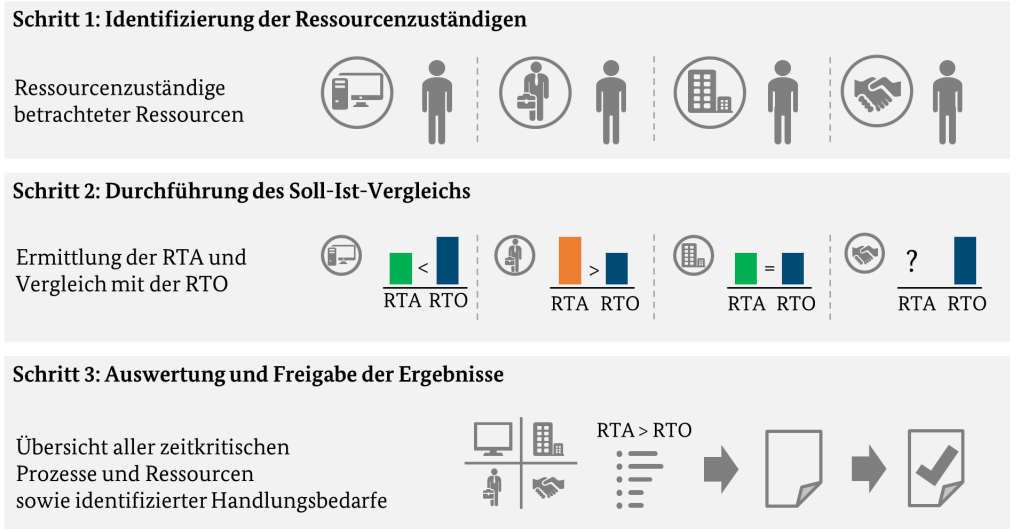 Schritt 1: Identifizierung der Ressourcenzuständigen
Ressourcenzuständige
betrachteter Ressourcen
Schritt 2: Durchführung des Soll-Ist-Vergleichs
Ermittlung der RTA und
Vergleich mit der RTO
<
RTA RTO
>
RTA RTO
=
RTA RTO
?
RTA RTO
Schritt 3: Auswertung und Freigabe der Ergebnisse
Übersicht aller zeitkritischen
Prozesse und Ressourcen
sowie identifizierter Handlungsbedarfe
RTA > RTO